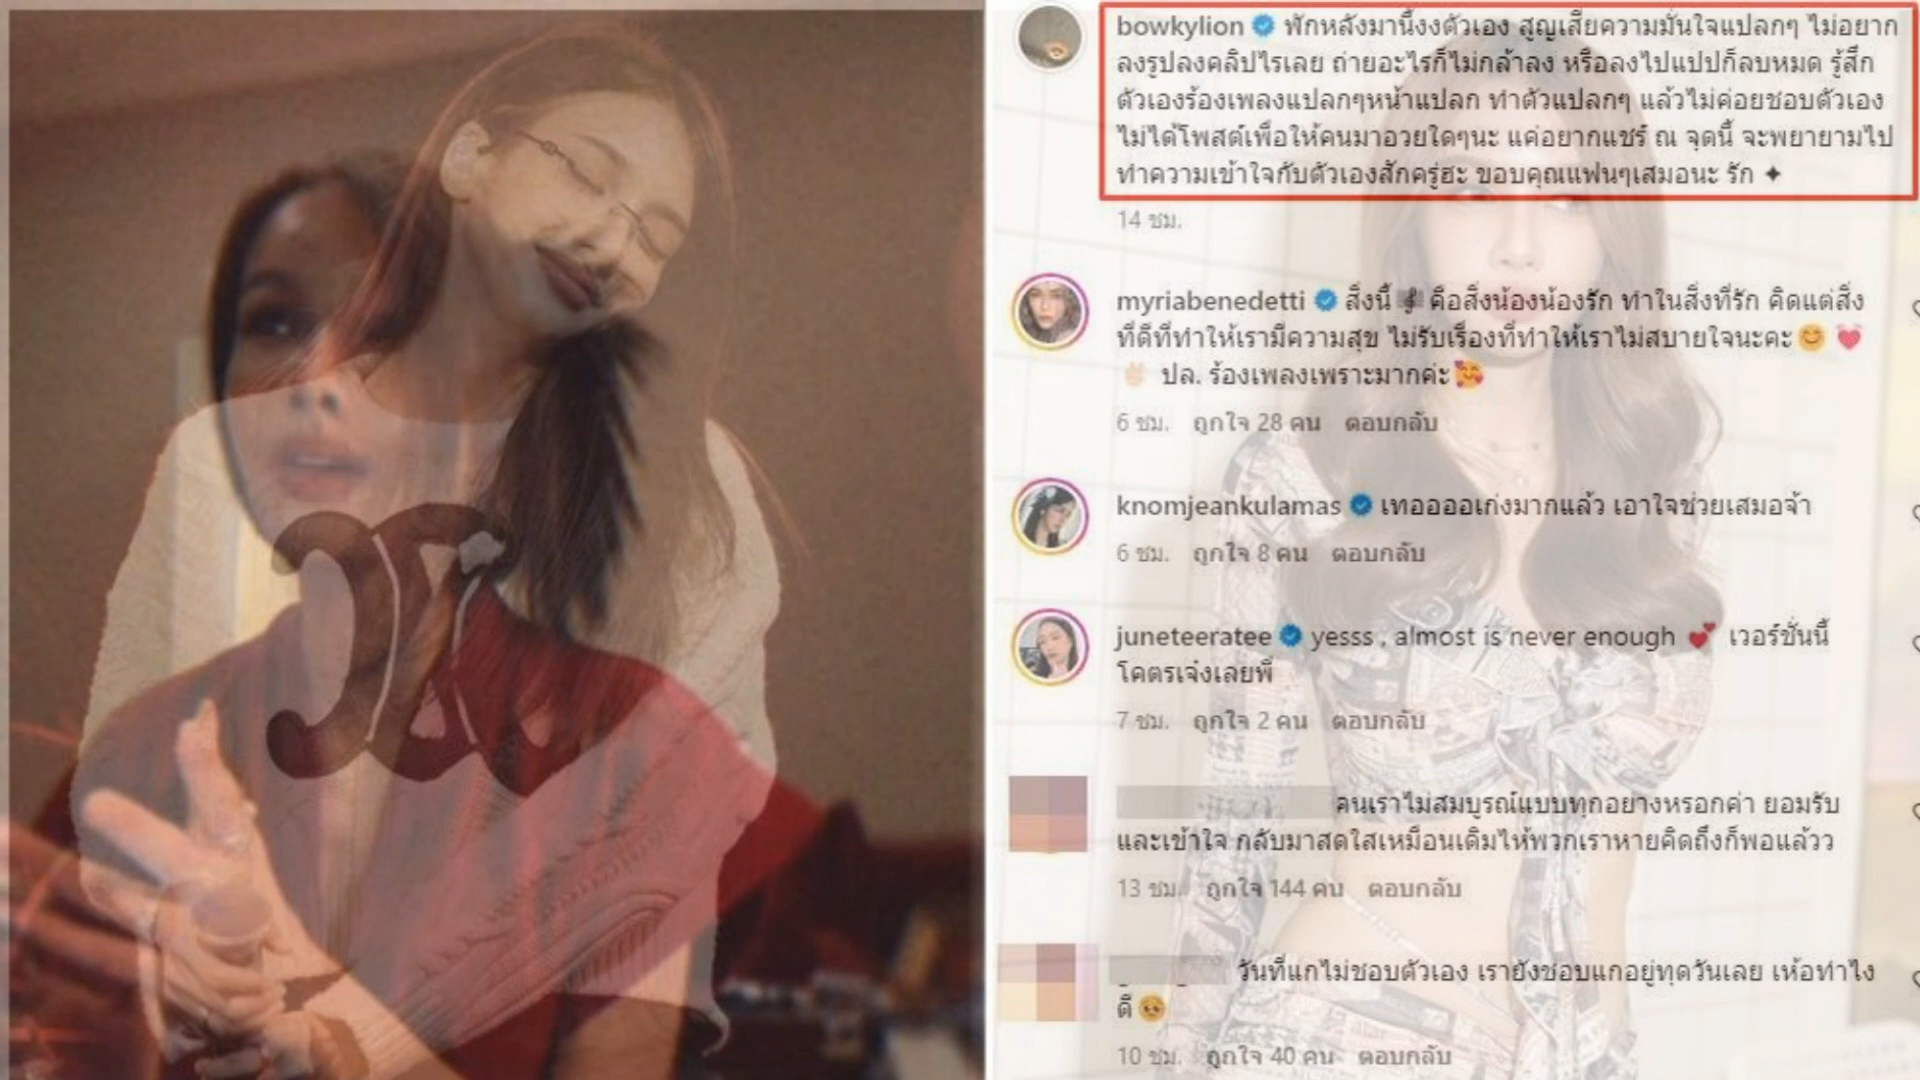 bowkylion พักหลังมานี้งงตัวเอง สูญเสียความมั่นใจแปลกๆ ไม่อยาก
ลงรูปลงคลิปไรเลย ถ่ายอะไรก็ไม่กล้าลง หรือลงไปแปปก็ลบหมด รู้สึก
ตัวเองร้องเพลงแปลกๆหน้าแปลก ทำตัวแปลกๆ แล้วไม่ค่อยชอบตัวเอง
ไม่ได้โพสต์เพื่อให้คนมาอวยใดๆนะ แค่อยากแชร์ ณ จุดนี้ จะพยายามไป
ทำความเข้าใจกับตัวเองสักครู่ฮะ ขอบคุณแฟนๆเสมอนะ รัก ✦
14 ชม.
myriabenedetti สิ่งนี้ 🎼 คือสิ่งน้องน้องรัก ทำในสิ่งที่รัก คิดแต่สิ่ง
ที่ดีที่ทำให้เรามีความสุข ไม่รับเรื่องที่ทำให้เราไม่สบายใจนะคะ😊 💓
✌🏻 ปล. ร้องเพลงเพราะมากค่ะ🥰
6 ชม. ถูกใจ 28 คน ตอบกลับ
knomjeankulamas เทออออเก่งมากแล้ว เอาใจช่วยเสมอจ้า
6 ชม. ถูกใจ 8 คน ตอบกลับ
juneteeratee yesss , almost is never enough 💕 เวอร์ชั่นนี้
โคตรเจ๋งเลยพี่
7 ชม. ถูกใจ 2 คน ตอบกลับ
คนเราไม่สมบูรณ์แบบทุกอย่างหรอกค่า ยอมรับ
และเข้าใจ กลับมาสดใสเหมือนเดิมให้พวกเราหายคิดถึงก็พอแล้วว
13 ชม. ถูกใจ 144 คน ตอบกลับ
วันที่แกไม่ชอบตัวเอง เรายังชอบแกอยู่ทุดวันเลย เห้อทำไง
ดี 🥺
10 ชม. ถูกใจ 40 คน ตอบกลับ